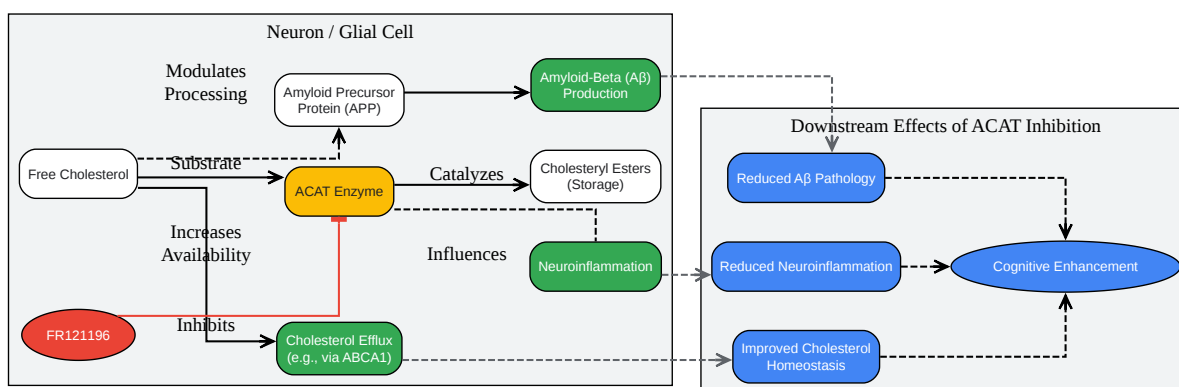 Neuron / Glial Cell
Modulates
Processing
Amyloid Precursor
Protein (APP)
Amyloid-Beta (Aβ)
Production
Free Cholesterol
Substrate
ACAT Enzyme
Catalyzes
Cholesteryl Esters
(Storage)
Increases
Availability
Influences
Neuroinflammation
FR121196
Inhibits
Cholesterol Efflux
(e.g., via ABCA1)
Downstream Effects of ACAT Inhibition
Reduced Aβ Pathology
Reduced Neuroinflammation
Cognitive Enhancement
Improved Cholesterol
Homeostasis